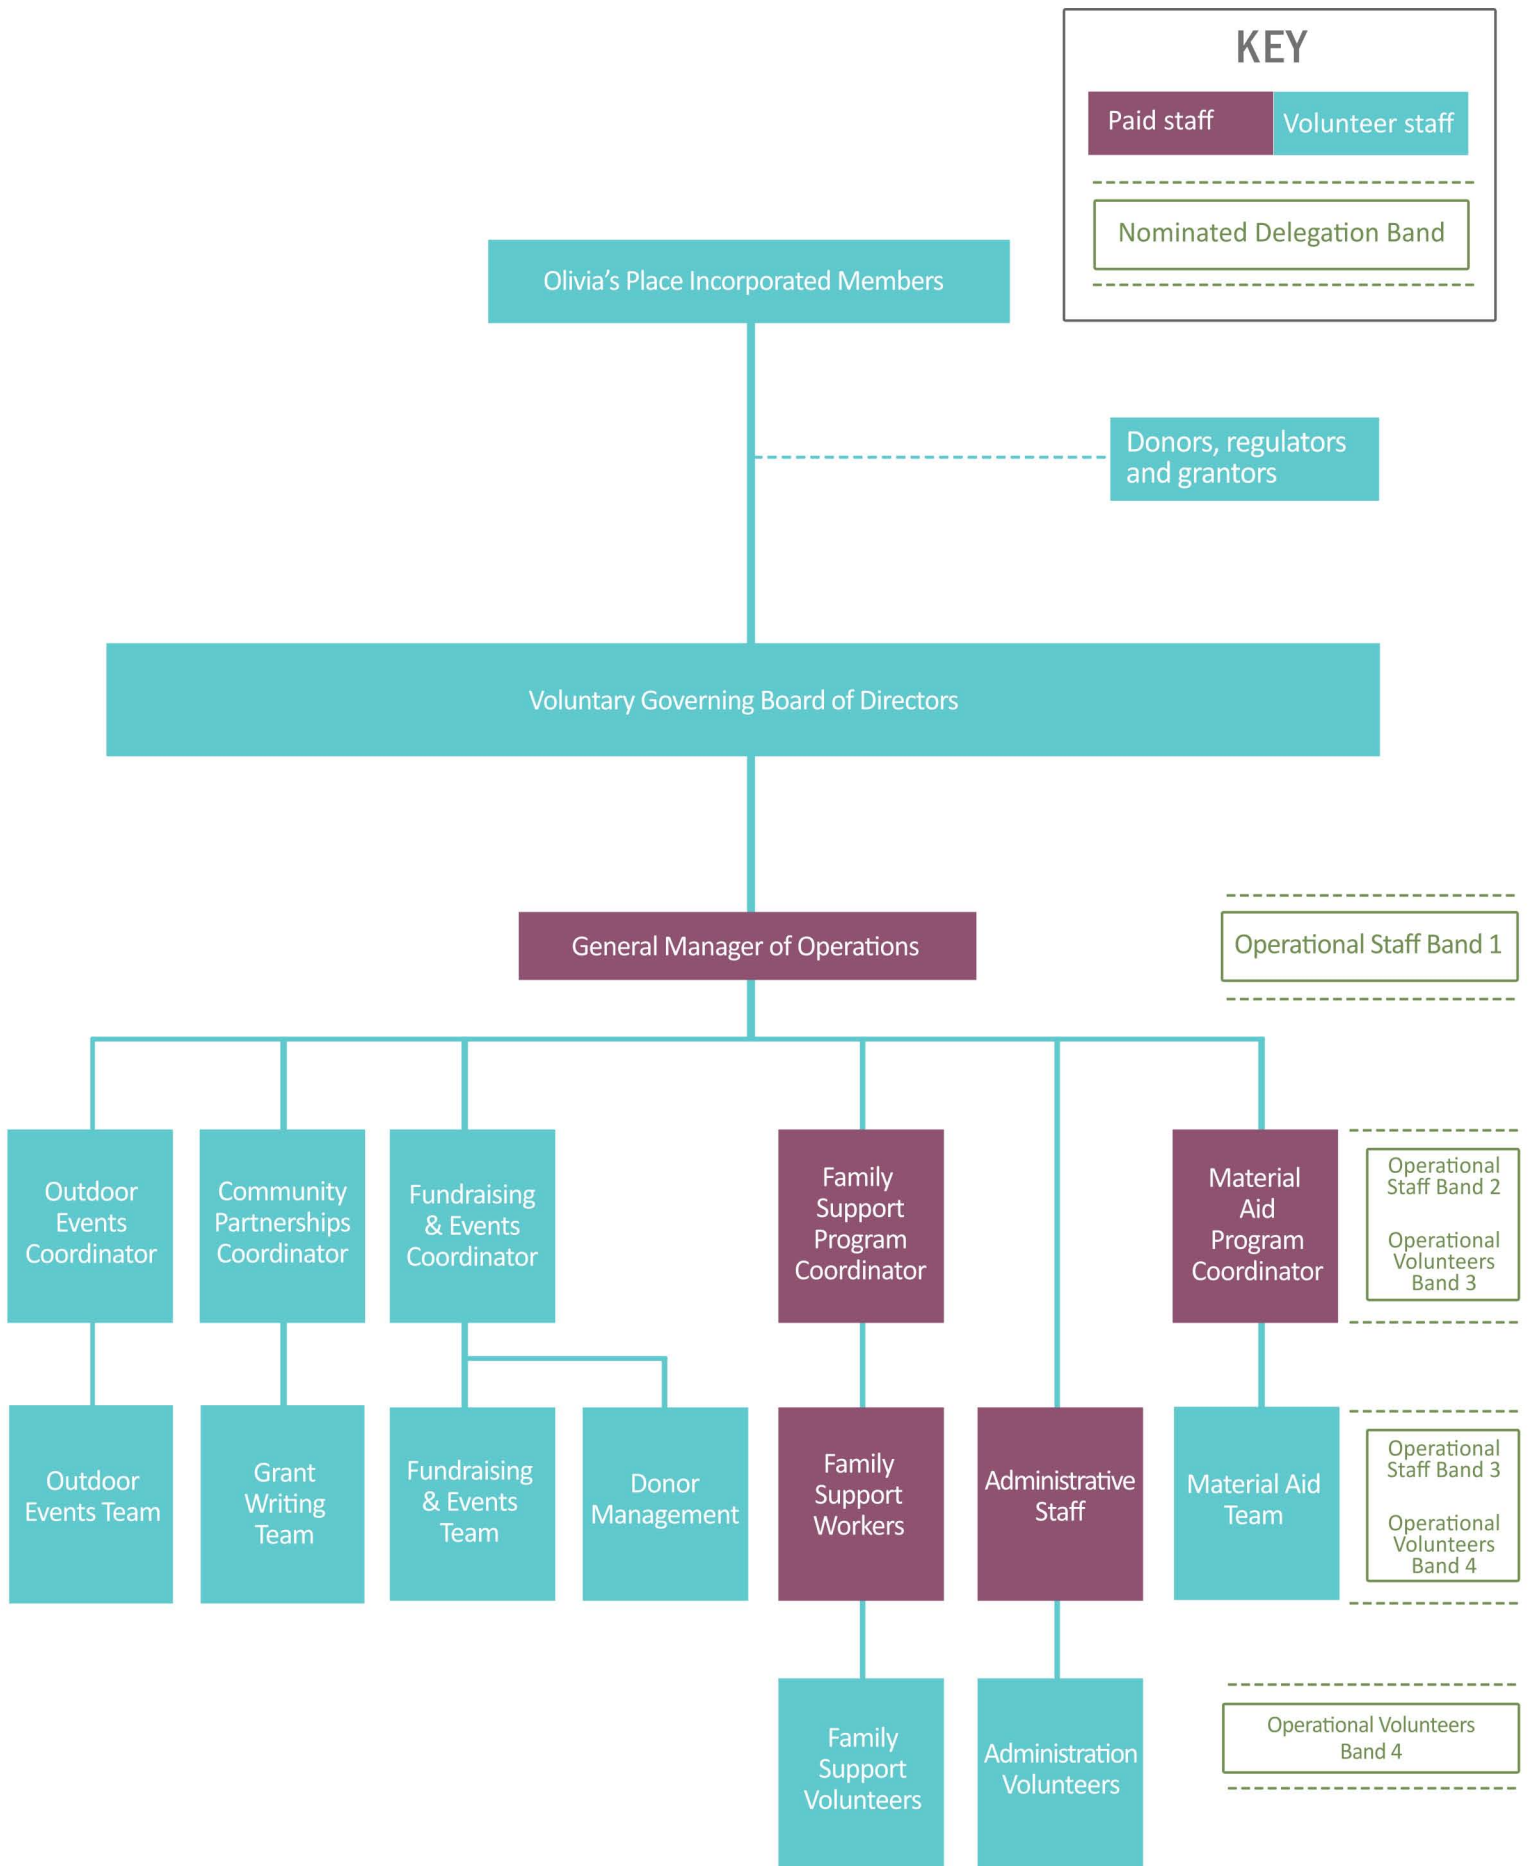 KEY
Paid staff
Volunteer staff
Nominated Delegation Band
Olivia's Place Incorporated Members
Donors, regulators
and grantors
Voluntary Governing Board of Directors
General Manager of Operations
Operational Staff Band 1
Outdoor
Events
Coordinator
Community
Partnerships
Coordinator
Fundraising
& Events
Coordinator
Family
Support
Program
Coordinator
Material
Aid
Program
Coordinator
Operational
Staff Band 2
Operational
Volunteers
Band 3
Outdoor
Events Team
Grant
Writing
Team
Fundraising
& Events
Team
Donor
Management
Family
Support
Workers
Administrative
Staff
Material Aid
Team
Operational
Staff Band 3
Operational
Volunteers
Band 4
Family
Support
Volunteers
Administration
Volunteers
Operational Volunteers
Band 4